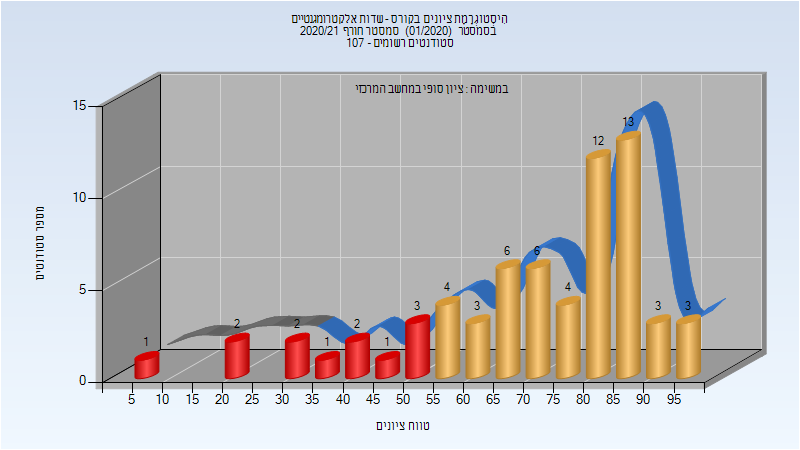 היסטוגרמת ציונים בקורס - שדות אלקטרומגנטיים
בסמסטר (01/2020) סמסטר חורף 2020/21
סטודנטים רשומים - 107
במשימה : ציון סופי במחשב המרכזי
מספר סטודנטים
15
10
5
0
1
2
2
1
2
1
3
4
3
6
6
4
12
13
3
3
5 10 15 20 25 30 35 40 45 50 55 60 65 70 75 80 85 90 95
טווח ציונים